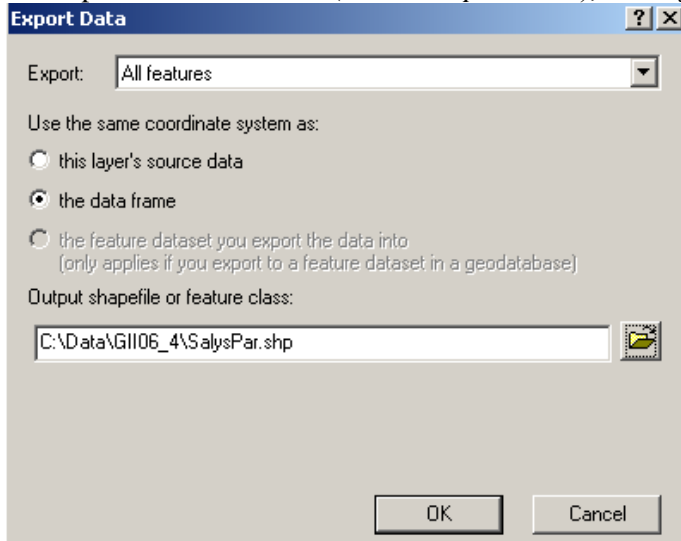 Export Data
Export: All features
Use the same coordinate system as:
this layer's source data
the data frame
the feature dataset you export the data into
(only applies if you export to a feature dataset in a geodatabase)
Output shapefile or feature class:
C:\Data\GII06_4\SalysPar.shp
OK Cancel